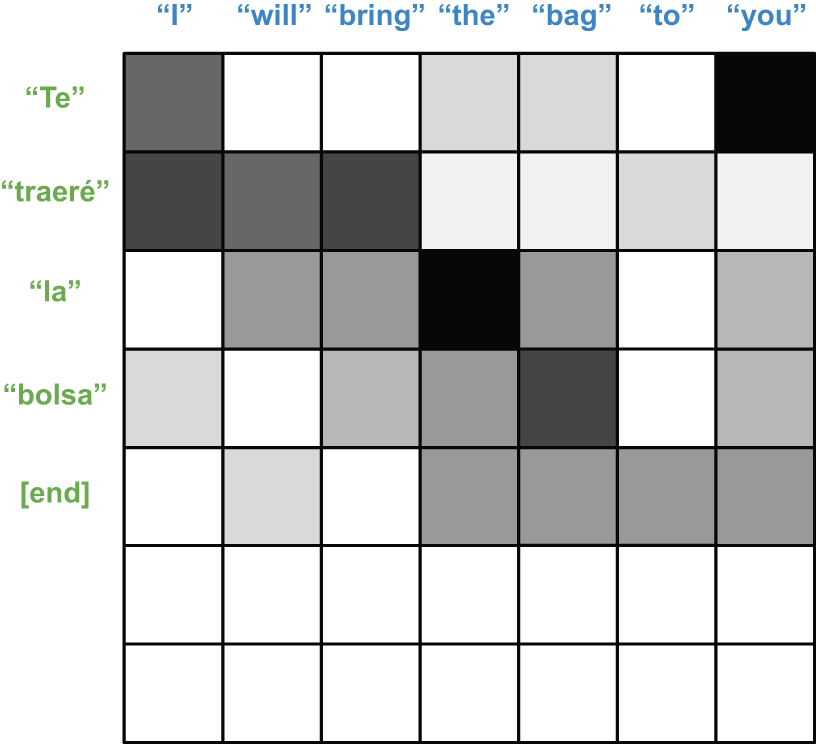 “I” “will” “bring” “the” “bag” “to” “you”
“Te”
“traeré”
“la”
“bolsa”
[end]